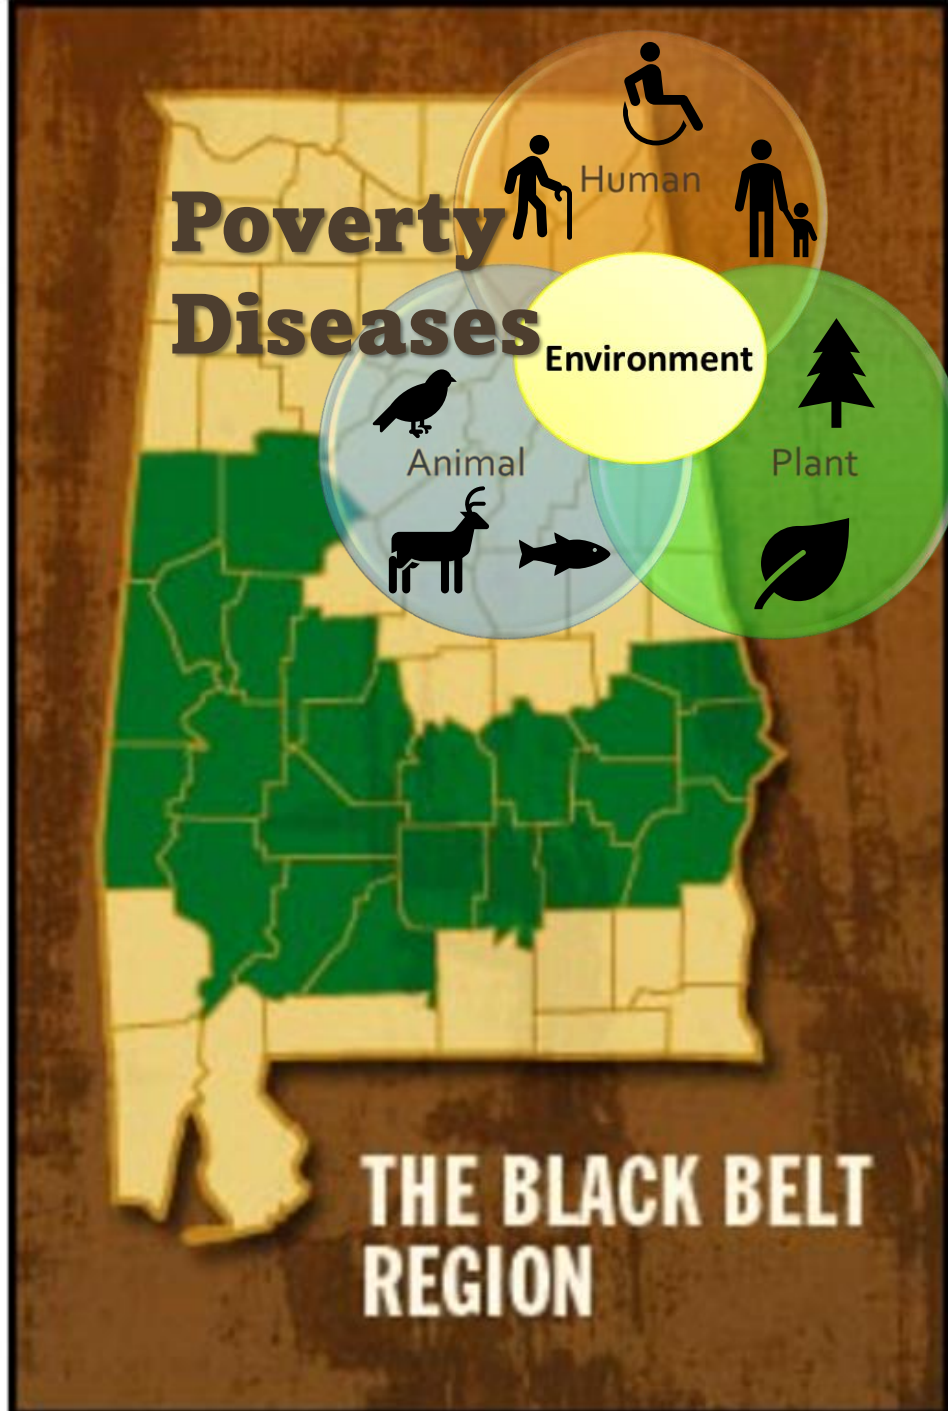 Human
Poverty
Diseases
Environment
Animal
Plant
THE BLACK BELT
REGION